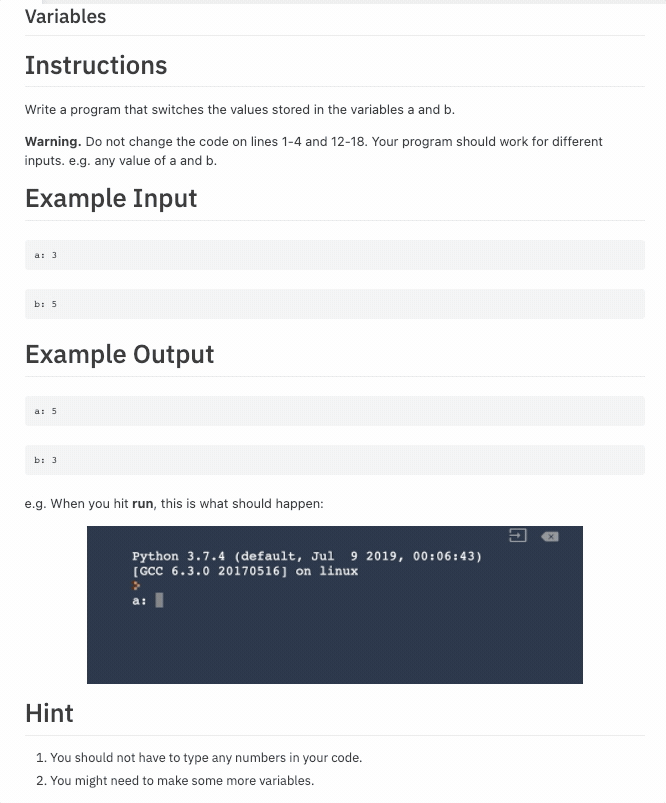 Variables
Instructions
Write a program that switches the values stored in the variables a and b.
Warning. Do not change the code on lines 1-4 and 12-18. Your program should work for different
inputs. e.g. any value of a and b.
Example Input
a: 3
b: 5
Example Output
a: 5
b: 3
e.g. When you hit run, this is what should happen:
Python 3.7.4 (default, Jul  9 2019, 00:06:43)
[GCC 6.3.0 20170516] on linux
a:
Hint
1. You should not have to type any numbers in your code.
2. You might need to make some more variables.